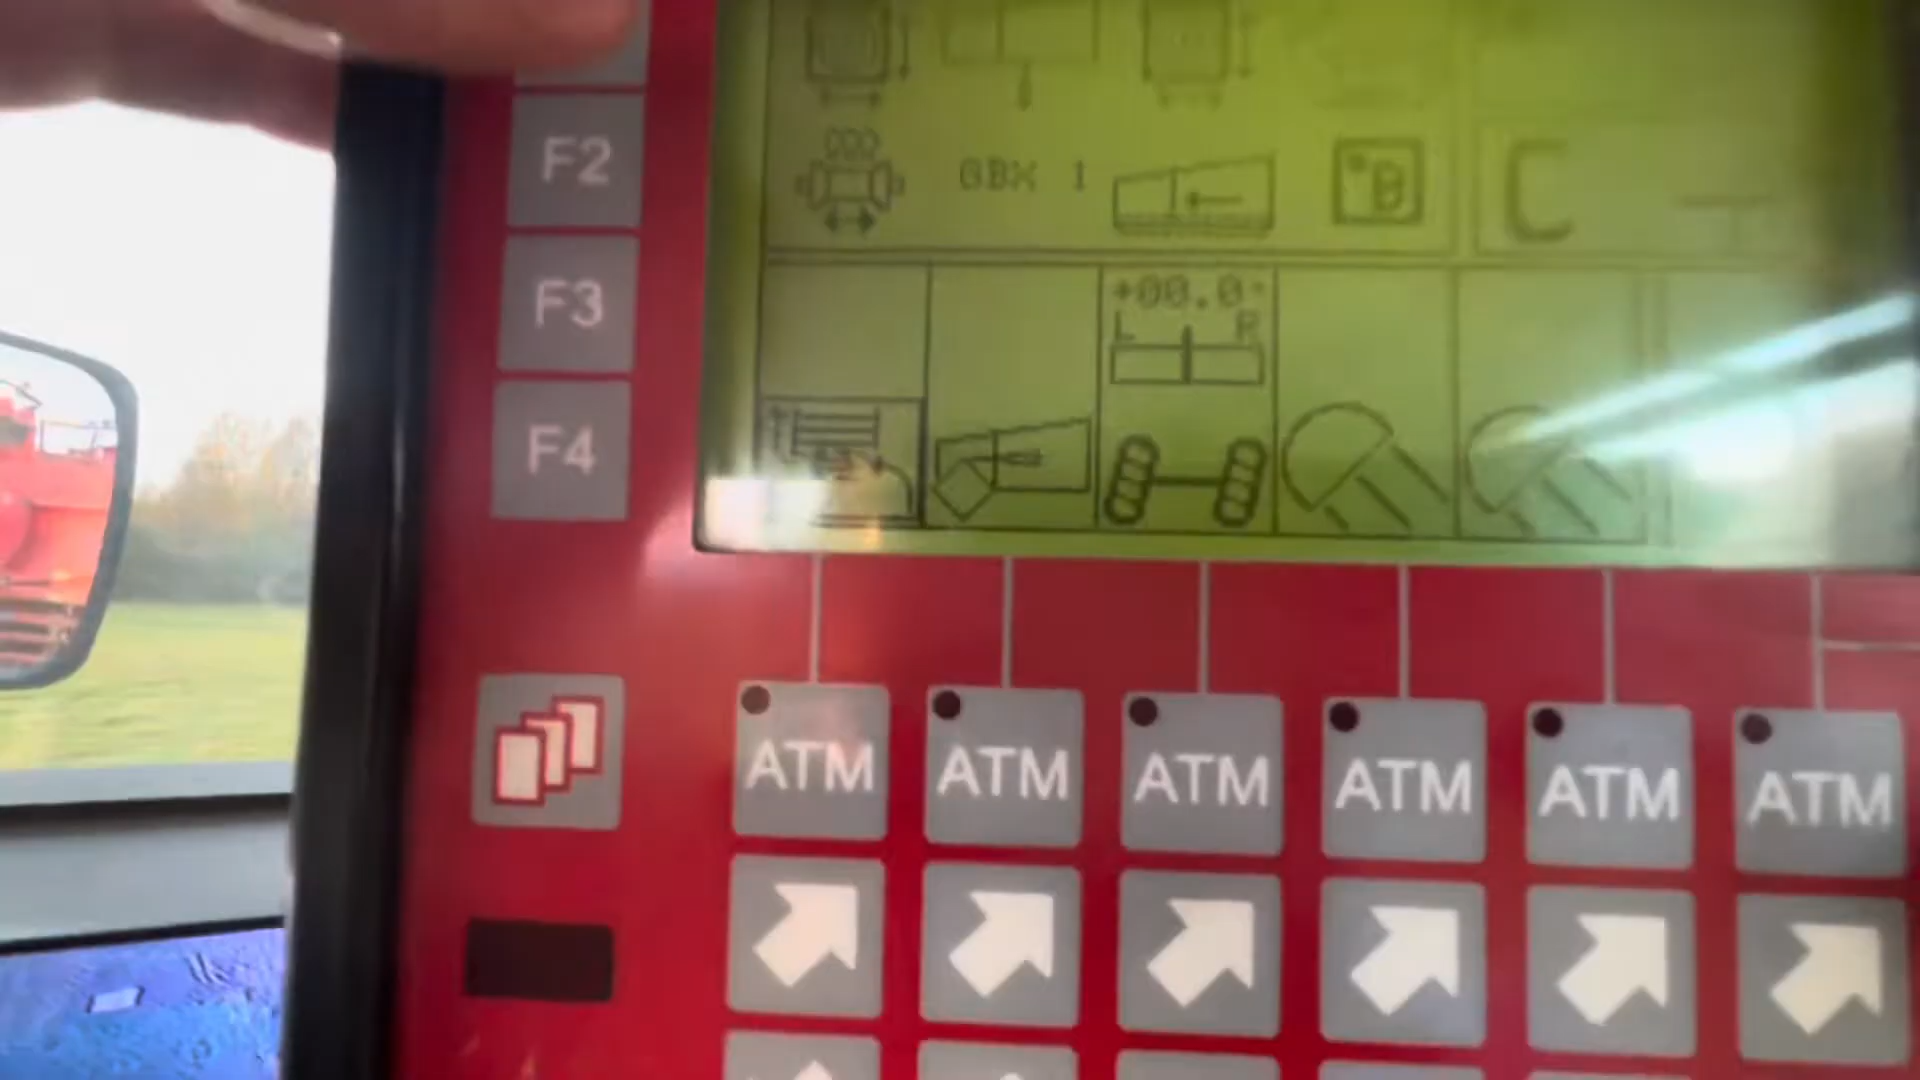 F2
GBX 1
B
C
F3
+00.0°
L R
F4
ATM ATM ATM ATM ATM ATM